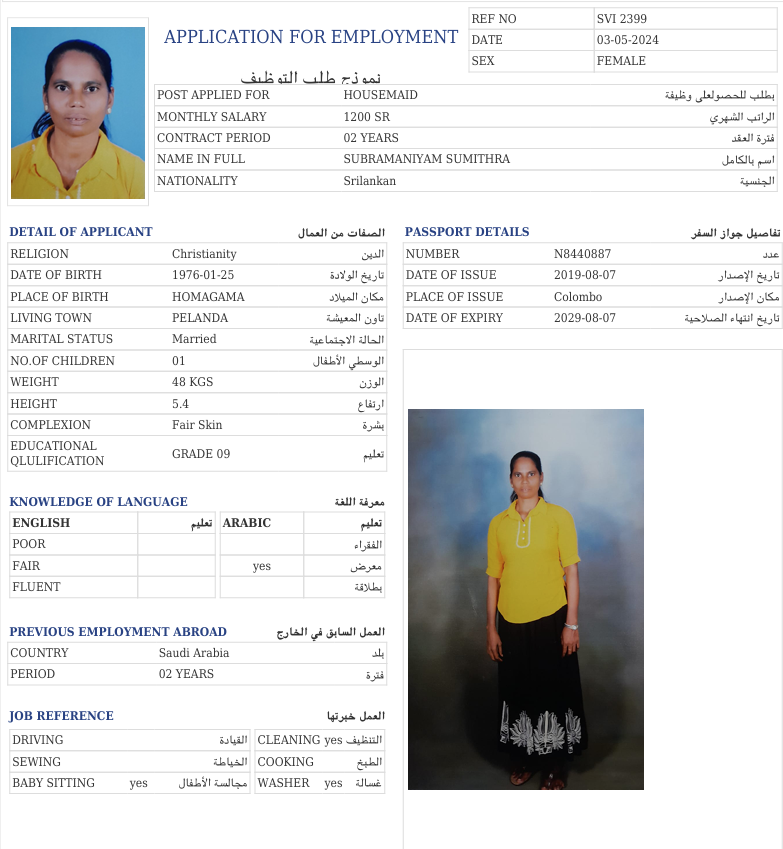 APPLICATION FOR EMPLOYMENT
نموذج طلب التوظيف
REF NO SVI 2399
DATE 03-05-2024
SEX FEMALE
POST APPLIED FOR HOUSEMAID بطلب للحصولعلى وظيفة
MONTHLY SALARY 1200 SR الراتب الشهري
CONTRACT PERIOD 02 YEARS فترة العقد
NAME IN FULL SUBRAMANIYAM SUMITHRA اسم بالكامل
NATIONALITY Srilankan الجنسية
DETAIL OF APPLICANT الصفات من العمال
RELIGION Christianity الدين
DATE OF BIRTH 1976-01-25 تاريخ الولادة
PLACE OF BIRTH HOMAGAMA مكان الميلاد
LIVING TOWN PELANDA تاون المعيشة
MARITAL STATUS Married الحالة الاجتماعية
NO.OF CHILDREN 01 الوسطي الأطفال
WEIGHT 48 KGS الوزن
HEIGHT 5.4 ارتفاع
COMPLEXION Fair Skin بشرة
EDUCATIONAL
QLULIFICATION GRADE 09 تعليم
KNOWLEDGE OF LANGUAGE معرفة اللغة
ENGLISH تعليم ARABIC تعليم
POOR الفقراء
FAIR yes معرض
FLUENT بطلاقة
PREVIOUS EMPLOYMENT ABROAD العمل السابق في الخارج
COUNTRY Saudi Arabia بلد
PERIOD 02 YEARS فترة
JOB REFERENCE العمل خبرتها
DRIVING القيادة CLEANING yes التنظيف
SEWING الخياطة COOKING الطبخ
BABY SITTING yes مجالسة الأطفال WASHER yes غسالة
PASSPORT DETAILS تفاصيل جواز السفر
NUMBER N8440887 عدد
DATE OF ISSUE 2019-08-07 تاريخ الإصدار
PLACE OF ISSUE Colombo مكان الإصدار
DATE OF EXPIRY 2029-08-07 تاريخ انتهاء الصلاحية